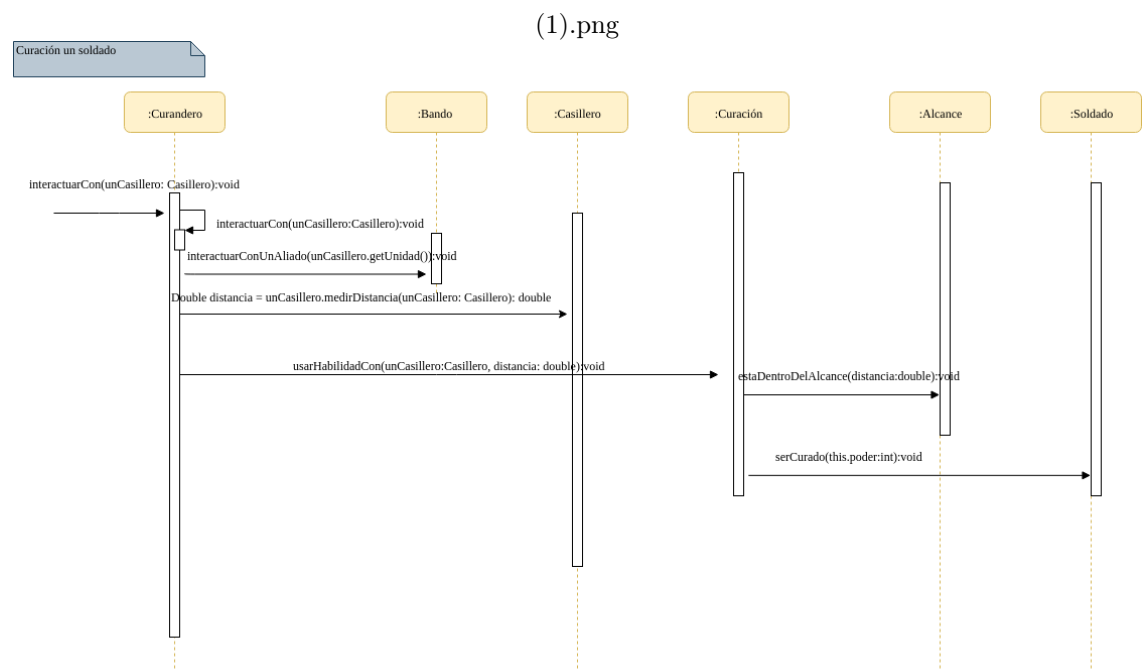 (1).png
Curación un soldado
:Curandero
:Bando
:Casillero
:Curación
:Alcance
:Soldado
interactuarCon(unCasillero: Casillero):void
interactuarCon(unCasillero:Casillero):void
interactuarConUnAliado(unCasillero.getUnidad()):void
Double distancia = unCasillero.medirDistancia(unCasillero: Casillero): double
usarHabilidadCon(unCasillero:Casillero, distancia: double):void
estaDentroDelAlcance(distancia:double):void
serCurado(this.poder:int):void